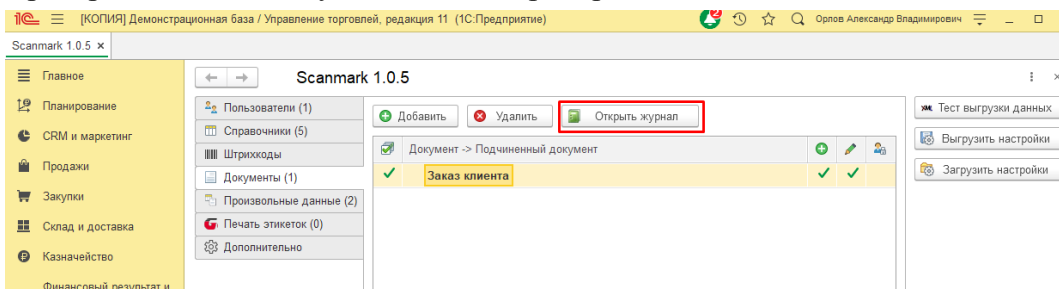 [КОПИЯ] Демонстрационная база / Управление торговлей, редакция 11 (1С:Предприятие)
Орлов Александр Владимирович
Scanmark 1.0.5 ×
Главное
Планирование
CRM и маркетинг
Продажи
Закупки
Склад и доставка
Казначейство
Финансовый результат и
Scanmark 1.0.5
Пользователи (1)
Справочники (5)
Штрихкоды
Документы (1)
Произвольные данные (2)
Печать этикеток (0)
Дополнительно
Добавить
Удалить
Открыть журнал
Документ -> Подчиненный документ
Заказ клиента
Тест выгрузки данных
Выгрузить настройки
Загрузить настройки